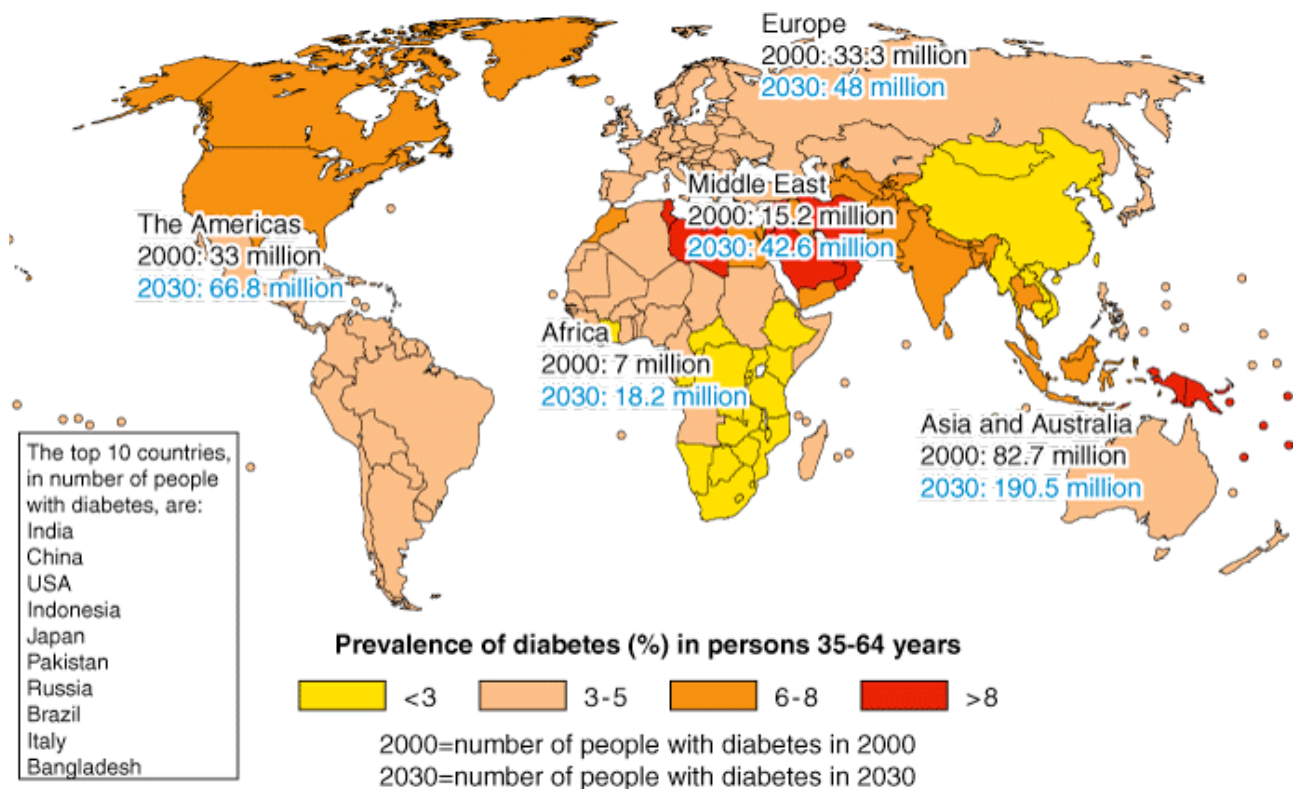 Europe
2000: 33.3 million
2030: 48 million
Middle East
2000: 15.2 million
2030: 42.6 million
The Americas
2000: 33 million
2030: 66.8 million
Africa
2000: 7 million
2030: 18.2 million
Asia and Australia
2000: 82.7 million
2030: 190.5 million
The top 10 countries,
in number of people
with diabetes, are:
India
China
USA
Indonesia
Japan
Pakistan
Russia
Brazil
Italy
Bangladesh
Prevalence of diabetes (%) in persons 35-64 years
<3 3-5 6-8 >8
2000=number of people with diabetes in 2000
2030=number of people with diabetes in 2030